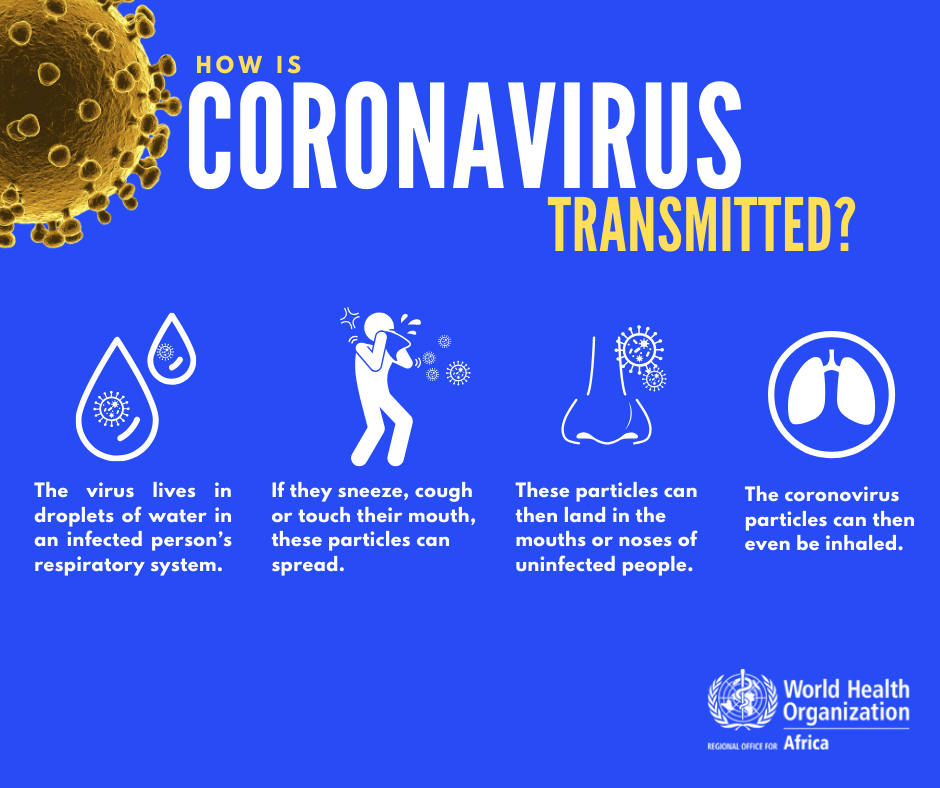 HOW IS
CORONAVIRUS
TRANSMITTED?
The virus lives in
droplets of water in
an infected person's
respiratory system.
If they sneeze, cough
or touch their mouth,
these particles can
spread.
These particles can
then land in the
mouths or noses of
uninfected people.
The coronovirus
particles can then
even be inhaled.
World Health
Organization
REGIONAL OFFICE FOR Africa